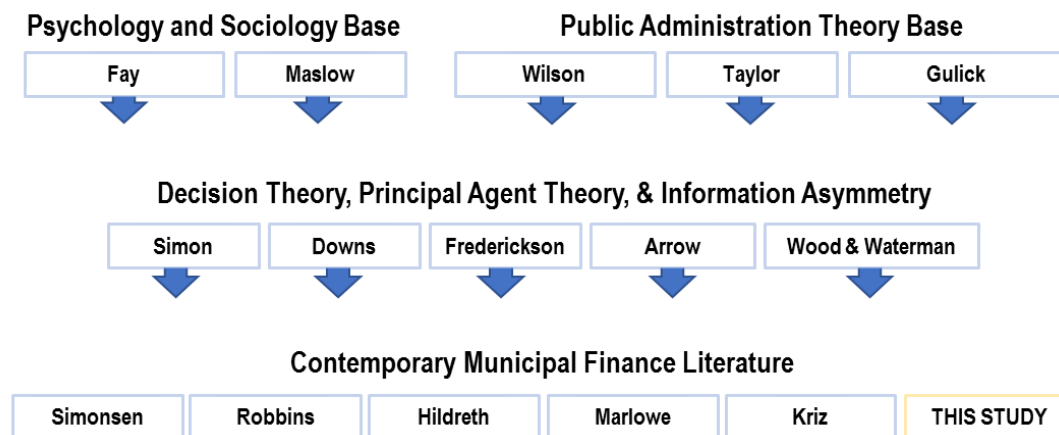 Psychology and Sociology Base
Public Administration Theory Base
Fay
Maslow
Wilson
Taylor
Gulick
Decision Theory, Principal Agent Theory, & Information Asymmetry
Simon
Downs
Frederickson
Arrow
Wood & Waterman
Contemporary Municipal Finance Literature
Simonsen
Robbins
Hildreth
Marlowe
Kriz
THIS STUDY